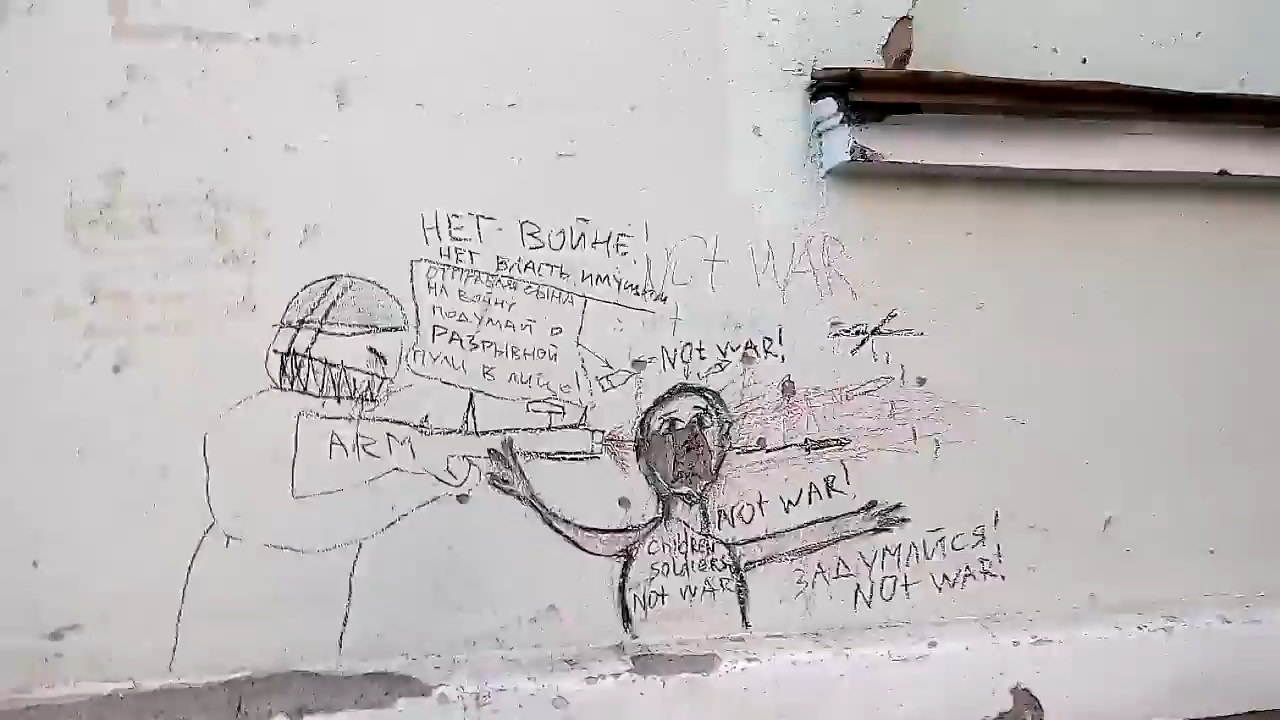 НЕТ ВОЙНЕ!
НЕТ ВЛАСТЬ ИМУЩИМ
NOT WAR
ОТПРАВЛЯЯ СЫНА
НА ВОЙНУ
ПОДУМАЙ О
РАЗРЫВНОЙ
ПУЛИ В ЛИЦО!
NOt WAR!
ARM
NOt WAR!
CHILDREN
SOLDIERS
NOt WAR
ЗАДУМАЙСЯ!
NOt WAR!